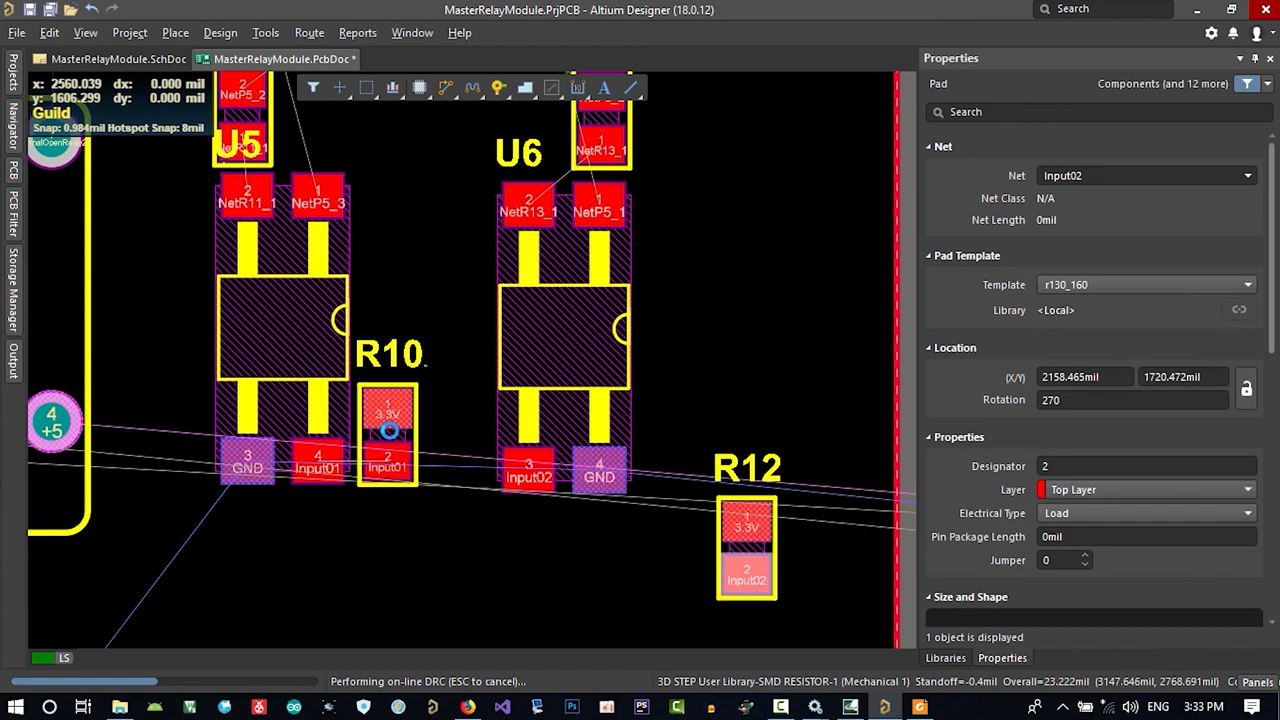 MasterRelayModule.PrjPCB - Altium Designer (18.0.12)
Search
File Edit View Project Place Design Tools Route Reports Window Help
MasterRelayModule.SchDoc
MasterRelayModule.PcbDoc *
x: 2560.039 dx: 0.000 mil
y: 1606.299 dy: 0.000 mil
Guild
Snap: 0.984mil Hotspot Snap: 8mil
Projects
Navigator
PCB
PCB Filter
Storage Manager
Output
2
NetP5_2
U5
2
NetR11_1
1
NetP5_3
3
GND
4
Input01
R10
1
3.3V
2
Input01
4
+5
U6
1
NetR13_1
2
NetR13_1
1
NetP5_1
3
Input02
4
GND
R12
1
3.3V
2
Input02
Properties
Pad
Components (and 12 more)
Search
Net
Net Input02
Net Class N/A
Net Length 0mil
Pad Template
Template r130_160
Library <Local>
Location
(X/Y) 2158.465mil 1720.472mil
Rotation 270
Properties
Designator 2
Layer Top Layer
Electrical Type Load
Pin Package Length 0mil
Jumper 0
Size and Shape
1 object is displayed
Libraries Properties
LS
Performing on-line DRC (ESC to cancel)...
3D STEP User Library-SMD RESISTOR-1 (Mechanical 1) Standoff=-0.4mil Overall=23.222mil (3147.646mil, 2768.691mil)
Panels
ENG 3:33 PM